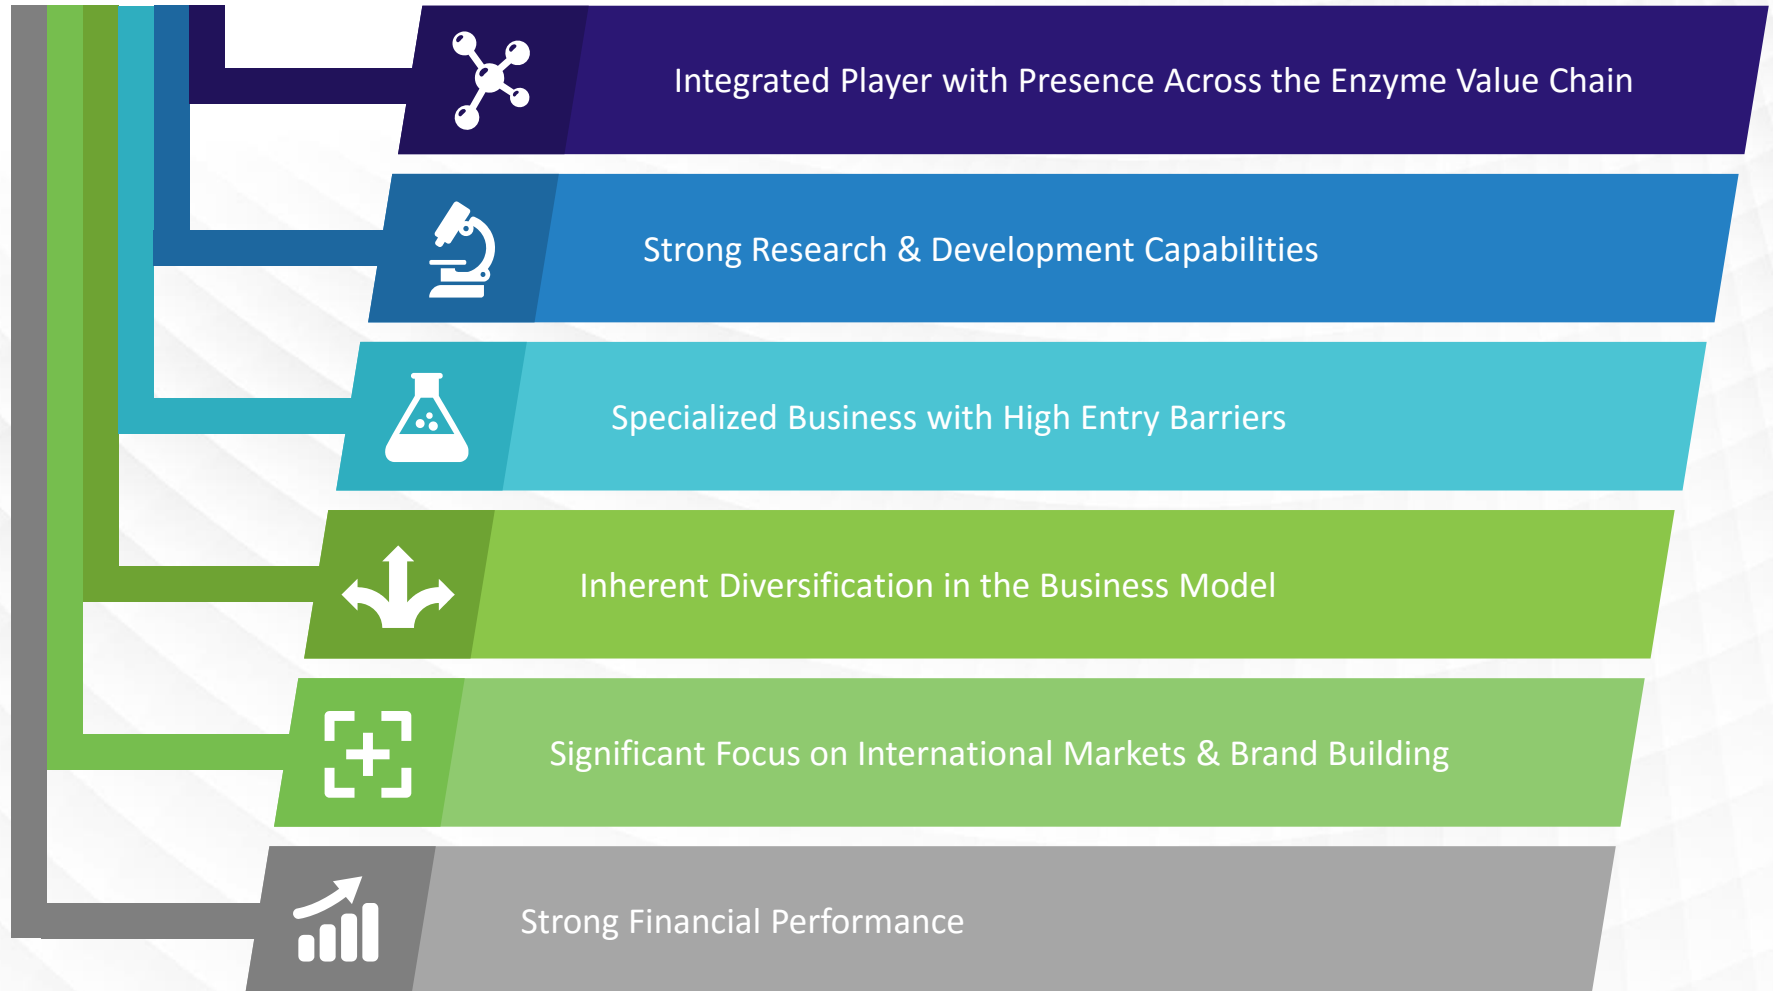 Integrated Player with Presence Across the Enzyme Value Chain
Strong Research & Development Capabilities
Specialized Business with High Entry Barriers
Inherent Diversification in the Business Model
Significant Focus on International Markets & Brand Building
Strong Financial Performance